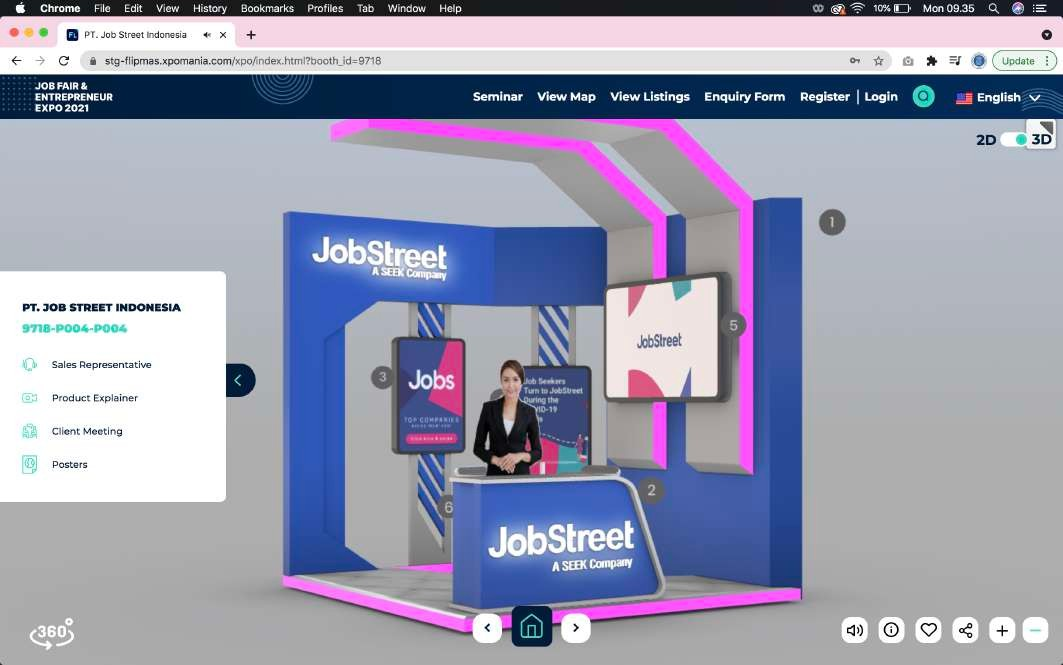 Chrome File Edit View History Bookmarks Profiles Tab Window Help
10% Mon 09.35
PT. Job Street Indonesia
stg-flipmas.xpomania.com/xpo/index.html?booth_id=9718
Update
JOB FAIR &
ENTREPRENEUR
EXPO 2021
Seminar View Map View Listings Enquiry Form Register | Login
English
2D 3D
1
JobStreet
A SEEK Company
PT. JOB STREET INDONESIA
9718-P004-P004
Sales Representative
Product Explainer
Client Meeting
Posters
5
JobStreet
3
Jobs
TOP COMPANIES
Job Seekers
Turn to JobStreet
During the
2
6
JobStreet
A SEEK Company
360°